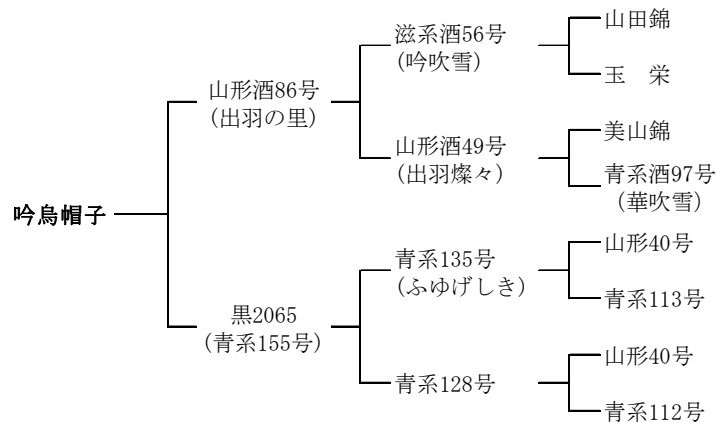 山田錦
滋系酒56号
(吟吹雪)
玉　栄
山形酒86号
(出羽の里)
美山錦
山形酒49号
(出羽燦々)
青系酒97号
(華吹雪)
吟烏帽子
山形40号
青系135号
(ふゆげしき)
青系113号
黒2065
(青系155号)
山形40号
青系128号
青系112号